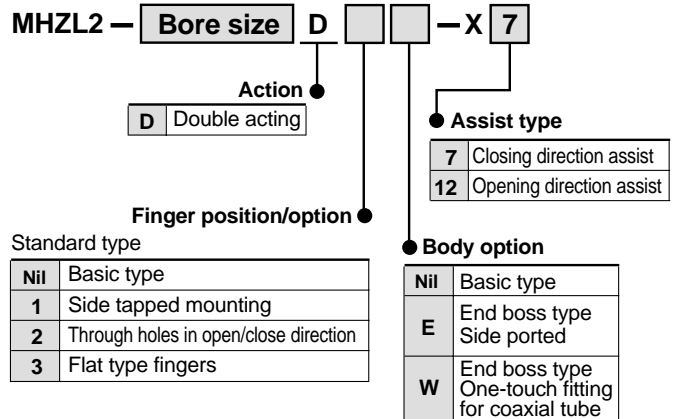 MHZL2 — Bore size D — X 7
Action
D Double acting
Assist type
7 Closing direction assist
12 Opening direction assist
Finger position/option
Standard type
Nil Basic type
1 Side tapped mounting
2 Through holes in open/close direction
3 Flat type fingers
Body option
Nil Basic type
E End boss type
Side ported
W End boss type
One-touch fitting
for coaxial tube